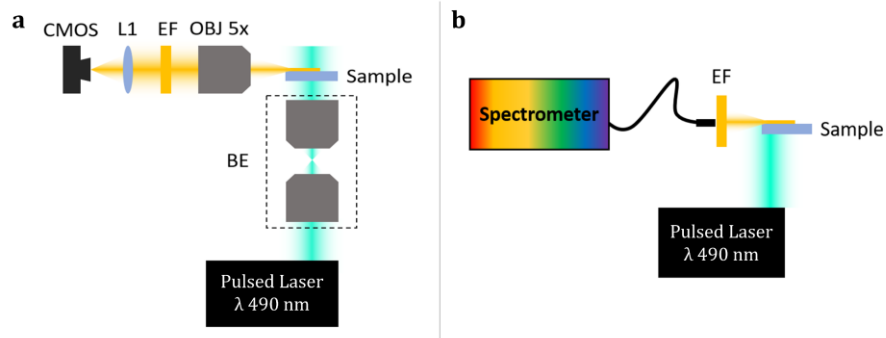 a
CMOS L1 EF OBJ 5x
Sample
BE
Pulsed Laser
λ 490 nm
b
EF
Spectrometer
Sample
Pulsed Laser
λ 490 nm